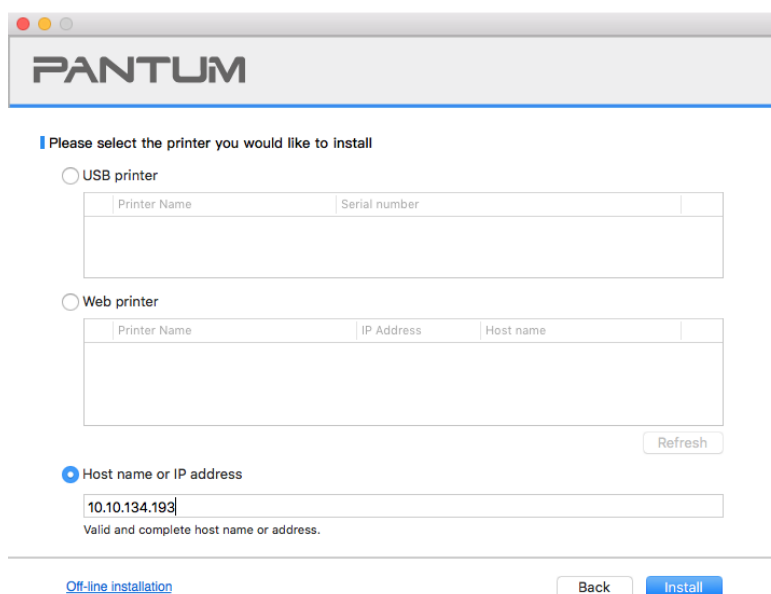 PANTUM
Please select the printer you would like to install
USB printer
Printer Name Serial number
Web printer
Printer Name IP Address Host name
Refresh
Host name or IP address
10.10.134.193
Valid and complete host name or address.
Off-line installation Back Install